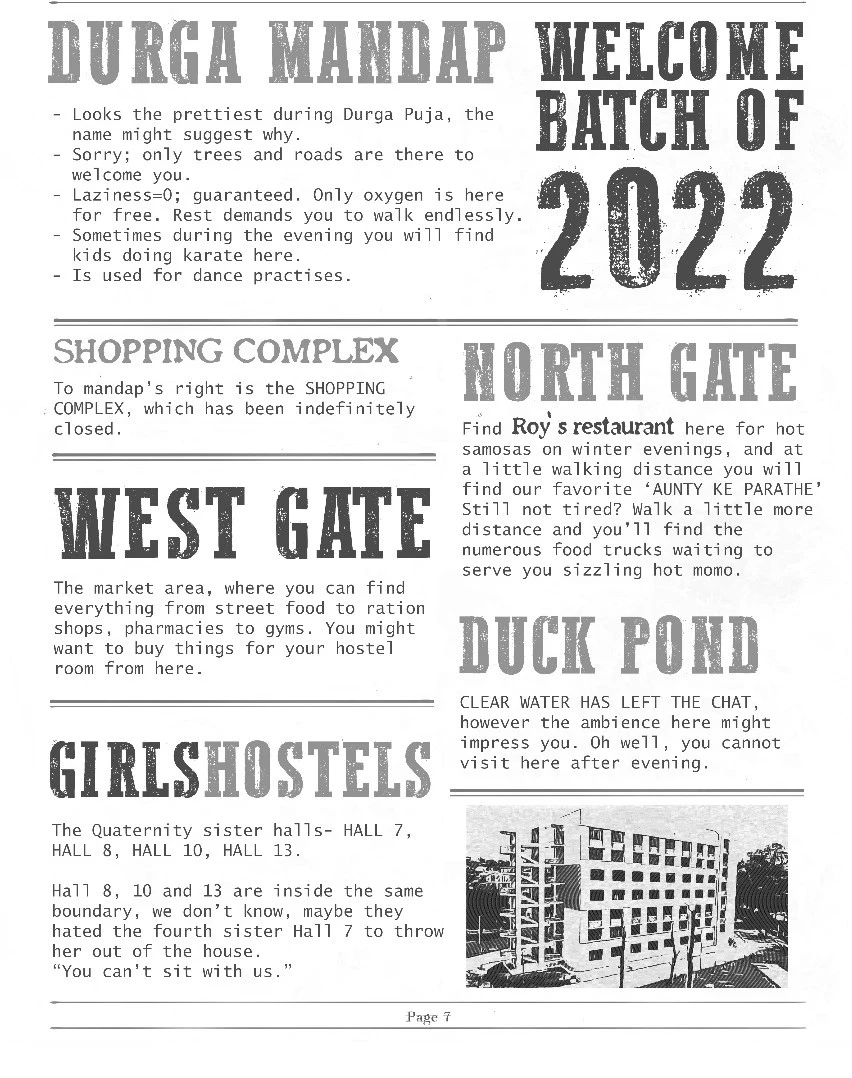 DURGA MANDAP
- Looks the prettiest during Durga Puja, the
name might suggest why.
- Sorry; only trees and roads are there to
welcome you.
- Laziness=0; guaranteed. Only oxygen is here
for free. Rest demands you to walk endlessly.
- Sometimes during the evening you will find
kids doing karate here.
- Is used for dance practises.
WELCOME
BATCH OF
2022
SHOPPING COMPLEX
To mandap's right is the SHOPPING
COMPLEX, which has been indefinitely
closed.
WEST GATE
The market area, where you can find
everything from street food to ration
shops, pharmacies to gyms. You might
want to buy things for your hostel
room from here.
GIRLSHOSTELS
The Quaternity sister halls- HALL 7,
HALL 8, HALL 10, HALL 13.
Hall 8, 10 and 13 are inside the same
boundary, we don't know, maybe they
hated the fourth sister Hall 7 to throw
her out of the house.
"You can't sit with us."
NORTH GATE
Find Roy's restaurant here for hot
samosas on winter evenings, and at
a little walking distance you will
find our favorite 'AUNTY KE PARATHE'
Still not tired? Walk a little more
distance and you'll find the
numerous food trucks waiting to
serve you sizzling hot momo.
DUCK POND
CLEAR WATER HAS LEFT THE CHAT,
however the ambience here might
impress you. Oh well, you cannot
visit here after evening.
Page 7